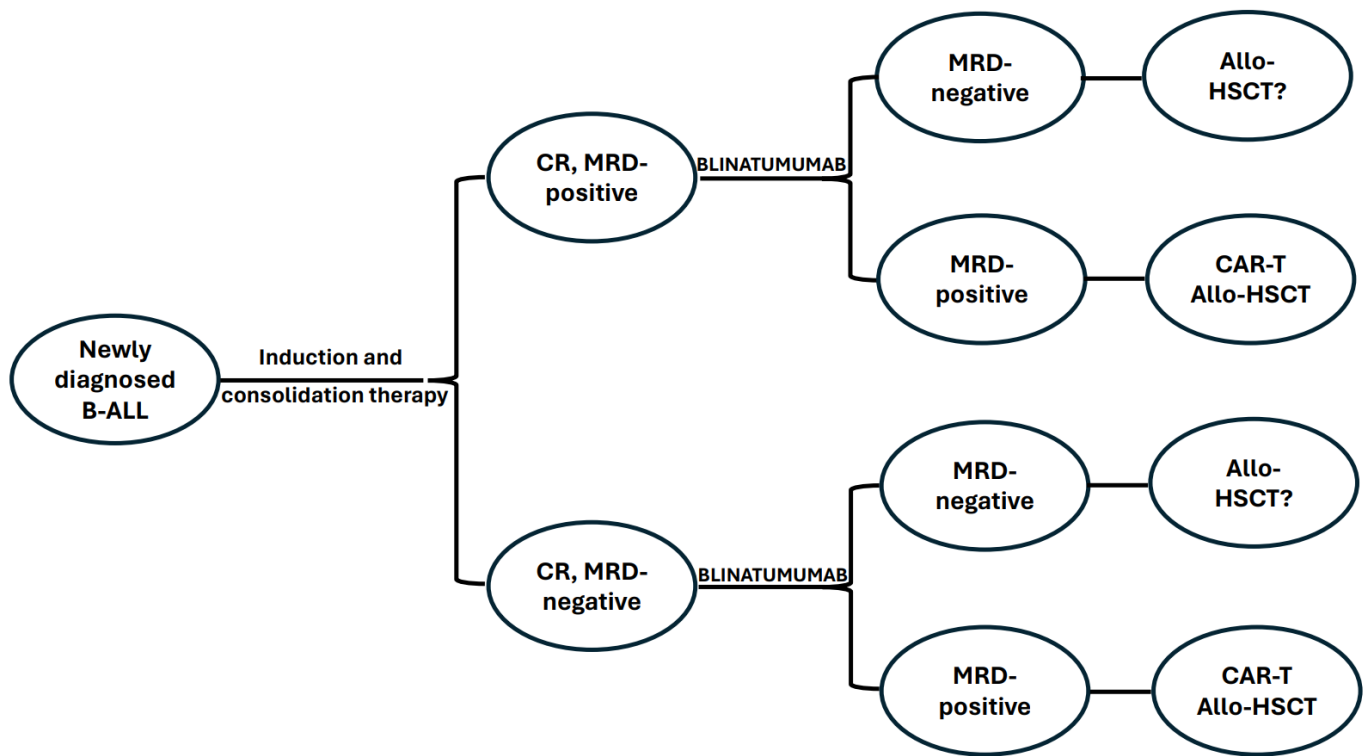 Newly
diagnosed
B-ALL
Induction and
consolidation therapy
CR, MRD-
positive
BLINATUMUMAB
MRD-
negative
Allo-
HSCT?
MRD-
positive
CAR-T
Allo-HSCT
CR, MRD-
negative
BLINATUMUMAB
MRD-
negative
Allo-
HSCT?
MRD-
positive
CAR-T
Allo-HSCT